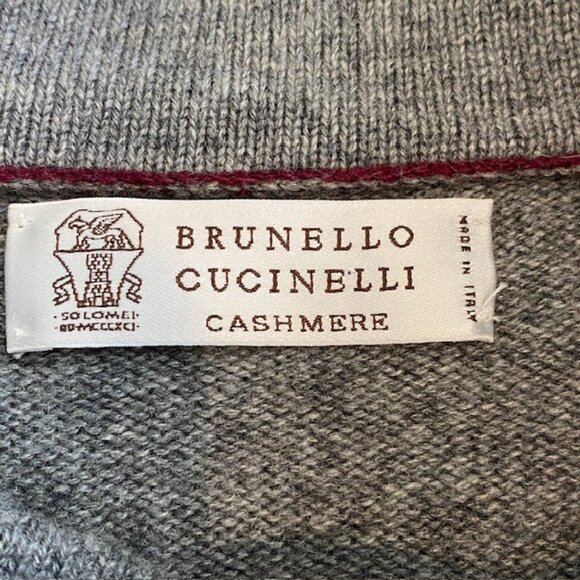 BRUNELLO
CUCINELLI
CASHMERE
MADE IN ITALY
·SOLOMEI·